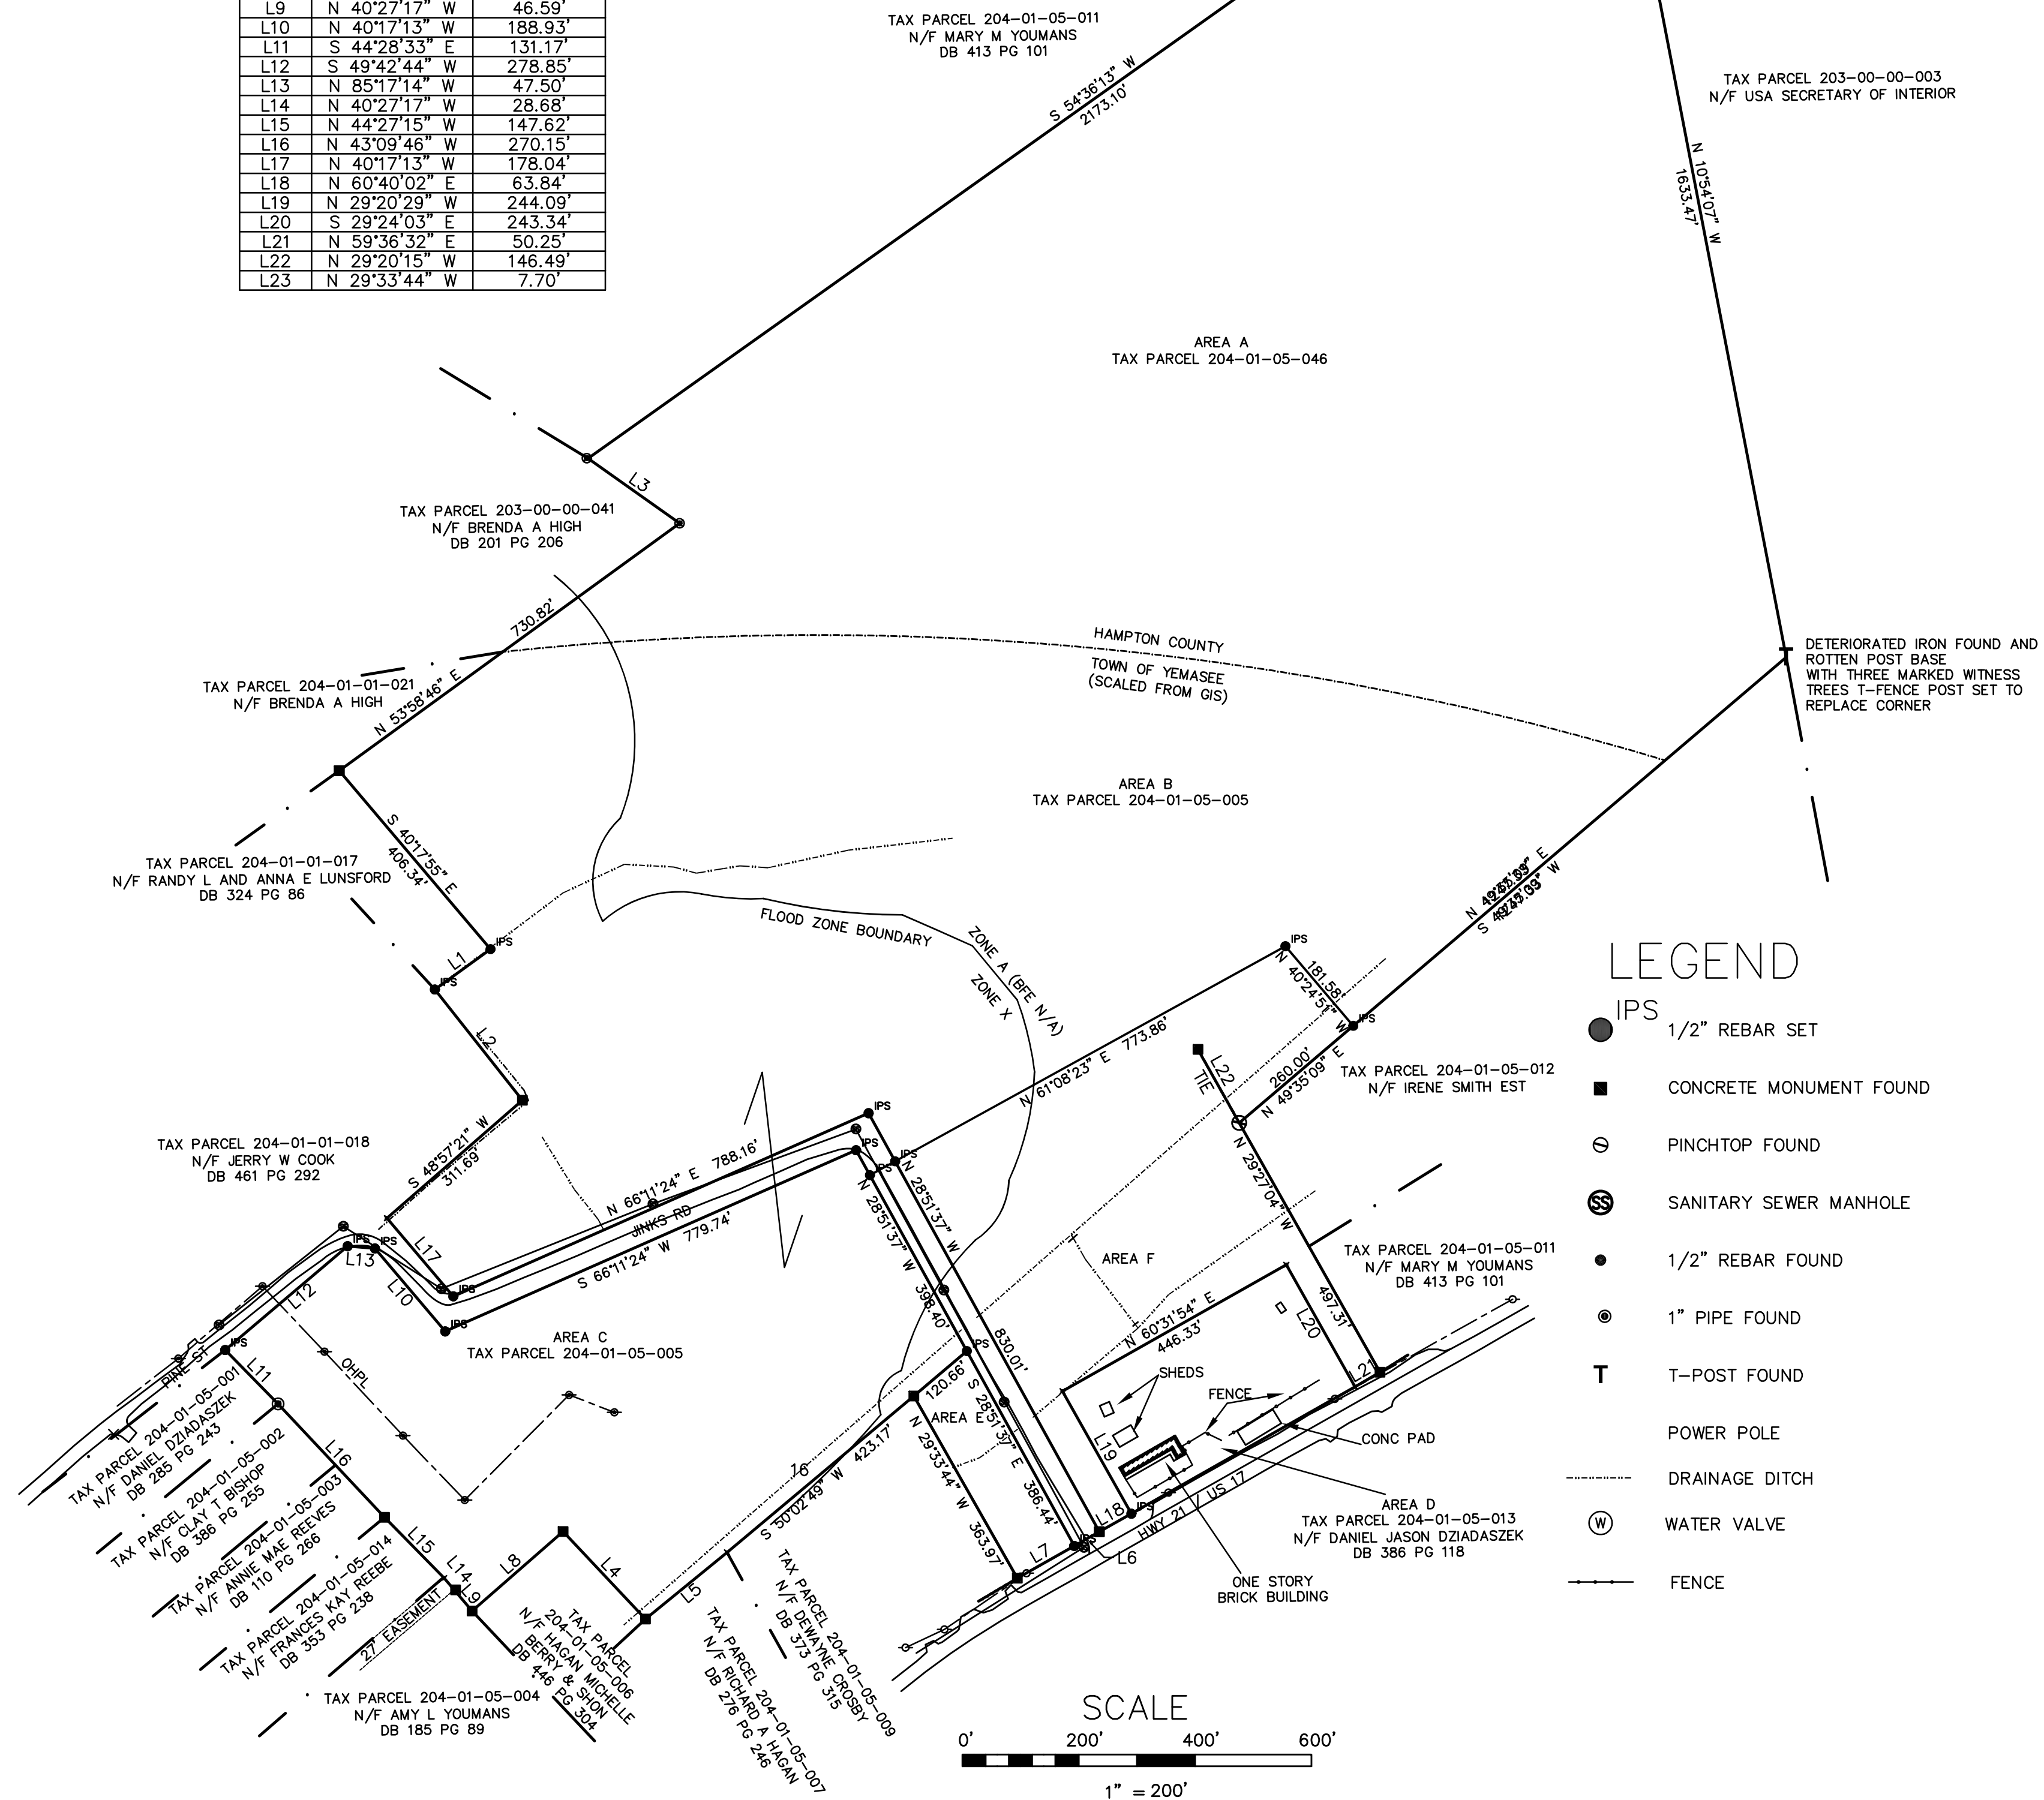 L9 N 40°27'17" W 46.59'
L10 N 40°17'13" W 188.93'
L11 S 44°28'33" E 131.17'
L12 S 49°42'44" W 278.85'
L13 N 85°17'14" W 47.50'
L14 N 40°27'17" W 28.68'
L15 N 44°27'15" W 147.62'
L16 N 43°09'46" W 270.15'
L17 N 40°17'13" W 178.04'
L18 N 60°40'02" E 63.84'
L19 N 29°20'29" W 244.09'
L20 S 29°24'03" E 243.34'
L21 N 59°36'32" E 50.25'
L22 N 29°20'15" W 146.49'
L23 N 29°33'44" W 7.70'
TAX PARCEL 204-01-05-011
N/F MARY M YOUMANS
DB 413 PG 101
S 54°36'13" W
2173.10'
TAX PARCEL 203-00-00-003
N/F USA SECRETARY OF INTERIOR
N 10°54'07" W
1633.47'
AREA A
TAX PARCEL 204-01-05-046
L3
TAX PARCEL 203-00-00-041
N/F BRENDA A HIGH
DB 201 PG 206
730.82'
N 53°58'46" E
HAMPTON COUNTY
TOWN OF YEMASEE
(SCALED FROM GIS)
DETERIORATED IRON FOUND AND
ROTTEN POST BASE
WITH THREE MARKED WITNESS
TREES T-FENCE POST SET TO
REPLACE CORNER
TAX PARCEL 204-01-01-021
N/F BRENDA A HIGH
AREA B
TAX PARCEL 204-01-05-005
S 40°17'55" E
406.34'
TAX PARCEL 204-01-01-017
N/F RANDY L AND ANNA E LUNSFORD
DB 324 PG 86
IPS
L1
IPS
L2
FLOOD ZONE BOUNDARY
ZONE A (BFE N/A)
ZONE X
IPS
181.58'
N 40°24'51" W
IPS
N 61°08'23" E 773.86'
L22
TIE
260.00'
N 49°35'09" E
TAX PARCEL 204-01-05-012
N/F IRENE SMITH EST
TAX PARCEL 204-01-01-018
N/F JERRY W COOK
DB 461 PG 292
S 48°57'21" W
311.69'
IPS
N 66°11'24" E 788.16'
JINKS RD
S 66°11'24" W 779.74'
IPS
IPS
IPS
N 28°51'37" W
830.01'
N 28°51'37" W
398.40'
N 29°27'04" W
497.31'
TAX PARCEL 204-01-05-011
N/F MARY M YOUMANS
DB 413 PG 101
IPS
IPS
L13
L17
L10
IPS
IPS
L12
IPS
PINE ST
L11
OHPL
AREA C
TAX PARCEL 204-01-05-005
AREA F
N 60°31'54" E
446.33'
L20
L21
SHEDS
FENCE
CONC PAD
L19
IPS
120.66'
AREA E
S 28°51'37" E
386.44'
N 29°33'44" W
363.97'
16
S 50°02'49" W 423.17'
L18
IPS
IPS
HWY 21 / US 17
L6
L7
AREA D
TAX PARCEL 204-01-05-013
N/F DANIEL JASON DZIADASZEK
DB 386 PG 118
ONE STORY
BRICK BUILDING
TAX PARCEL 204-01-05-001
N/F DANIEL DZIADASZEK
DB 285 PG 243
TAX PARCEL 204-01-05-002
N/F CLAY T BISHOP
DB 386 PG 255
TAX PARCEL 204-01-05-003
N/F ANNIE MAE REEVES
DB 110 PG 266
TAX PARCEL 204-01-05-014
N/F FRANCES KAY REEBE
DB 353 PG 238
L16
L15
L14
L9
L8
L4
L5
27' EASEMENT
TAX PARCEL 204-01-05-004
N/F AMY L YOUMANS
DB 185 PG 89
TAX PARCEL
204-01-05-006
N/F HAGAN MICHELLE
BERRY & SHON
DB 446 PG 304
TAX PARCEL 204-01-05-007
N/F RICHARD A HAGAN
DB 276 PG 246
TAX PARCEL 204-01-05-009
N/F DEWAYNE CROSBY
DB 373 PG 315
LEGEND
IPS
1/2" REBAR SET
CONCRETE MONUMENT FOUND
PINCHTOP FOUND
SS SANITARY SEWER MANHOLE
1/2" REBAR FOUND
1" PIPE FOUND
T-POST FOUND
POWER POLE
DRAINAGE DITCH
W WATER VALVE
FENCE
SCALE
0' 200' 400' 600'
1" = 200'